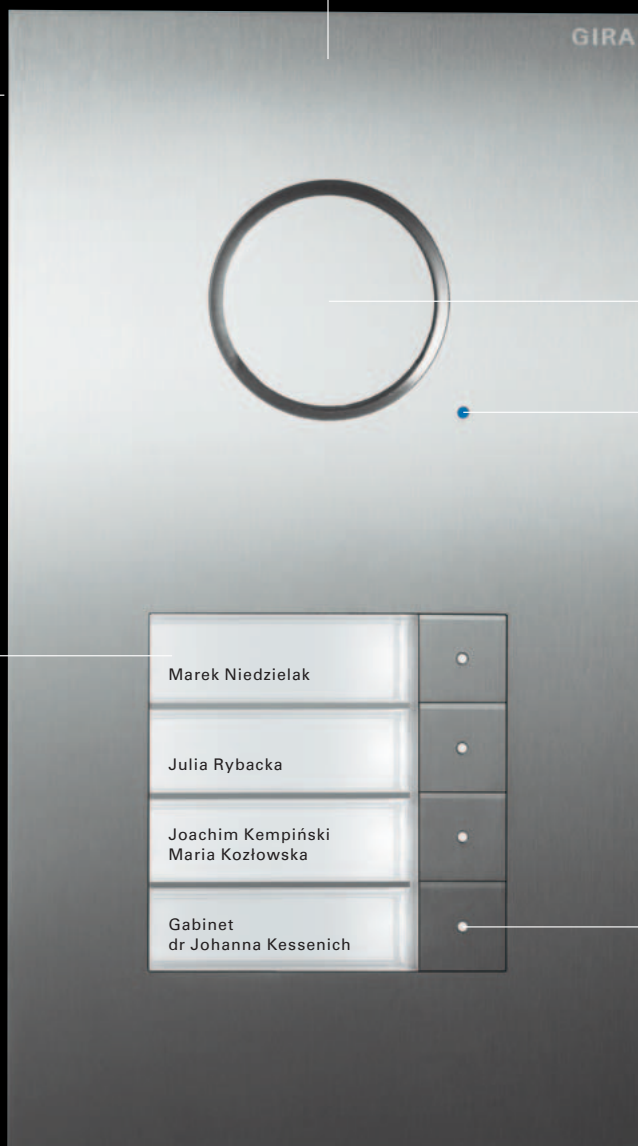 GIRA
Marek Niedzielak
Julia Rybacka
Joachim Kempiński
Maria Kozłowska
Gabinet
dr Johanna Kessenich